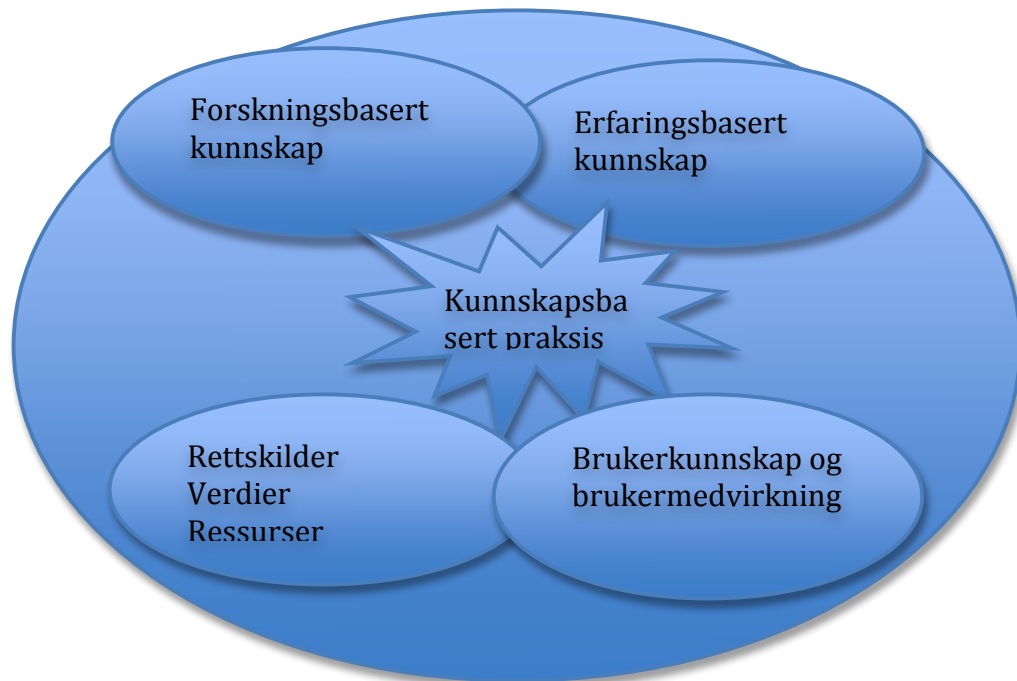 Forskningsbasert
kunnskap
Erfaringsbasert
kunnskap
Kunnskapsba
sert praksis
Rettskilder
Verdier
Ressurser
Brukerkunnskap og
brukermedvirkning